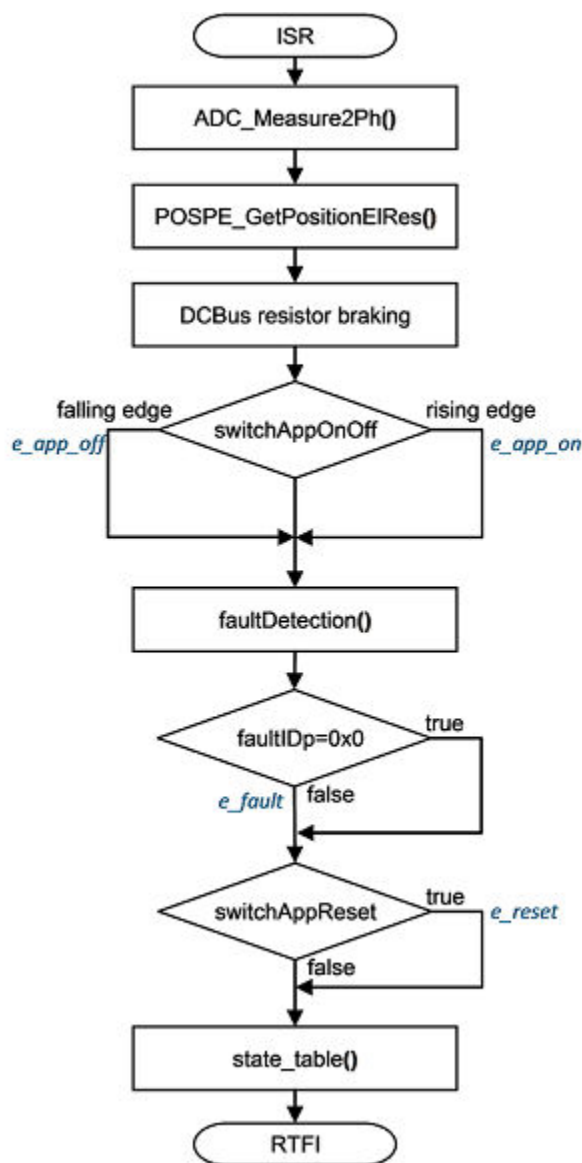 ISR
ADC_Measure2Ph()
POSPE_GetPositionElRes()
DCBus resistor braking
falling edge
rising edge
e_app_off
switchAppOnOff
e_app_on
faultDetection()
faultIDp=0x0
true
e_fault
false
switchAppReset
true
e_reset
false
state_table()
RTFI